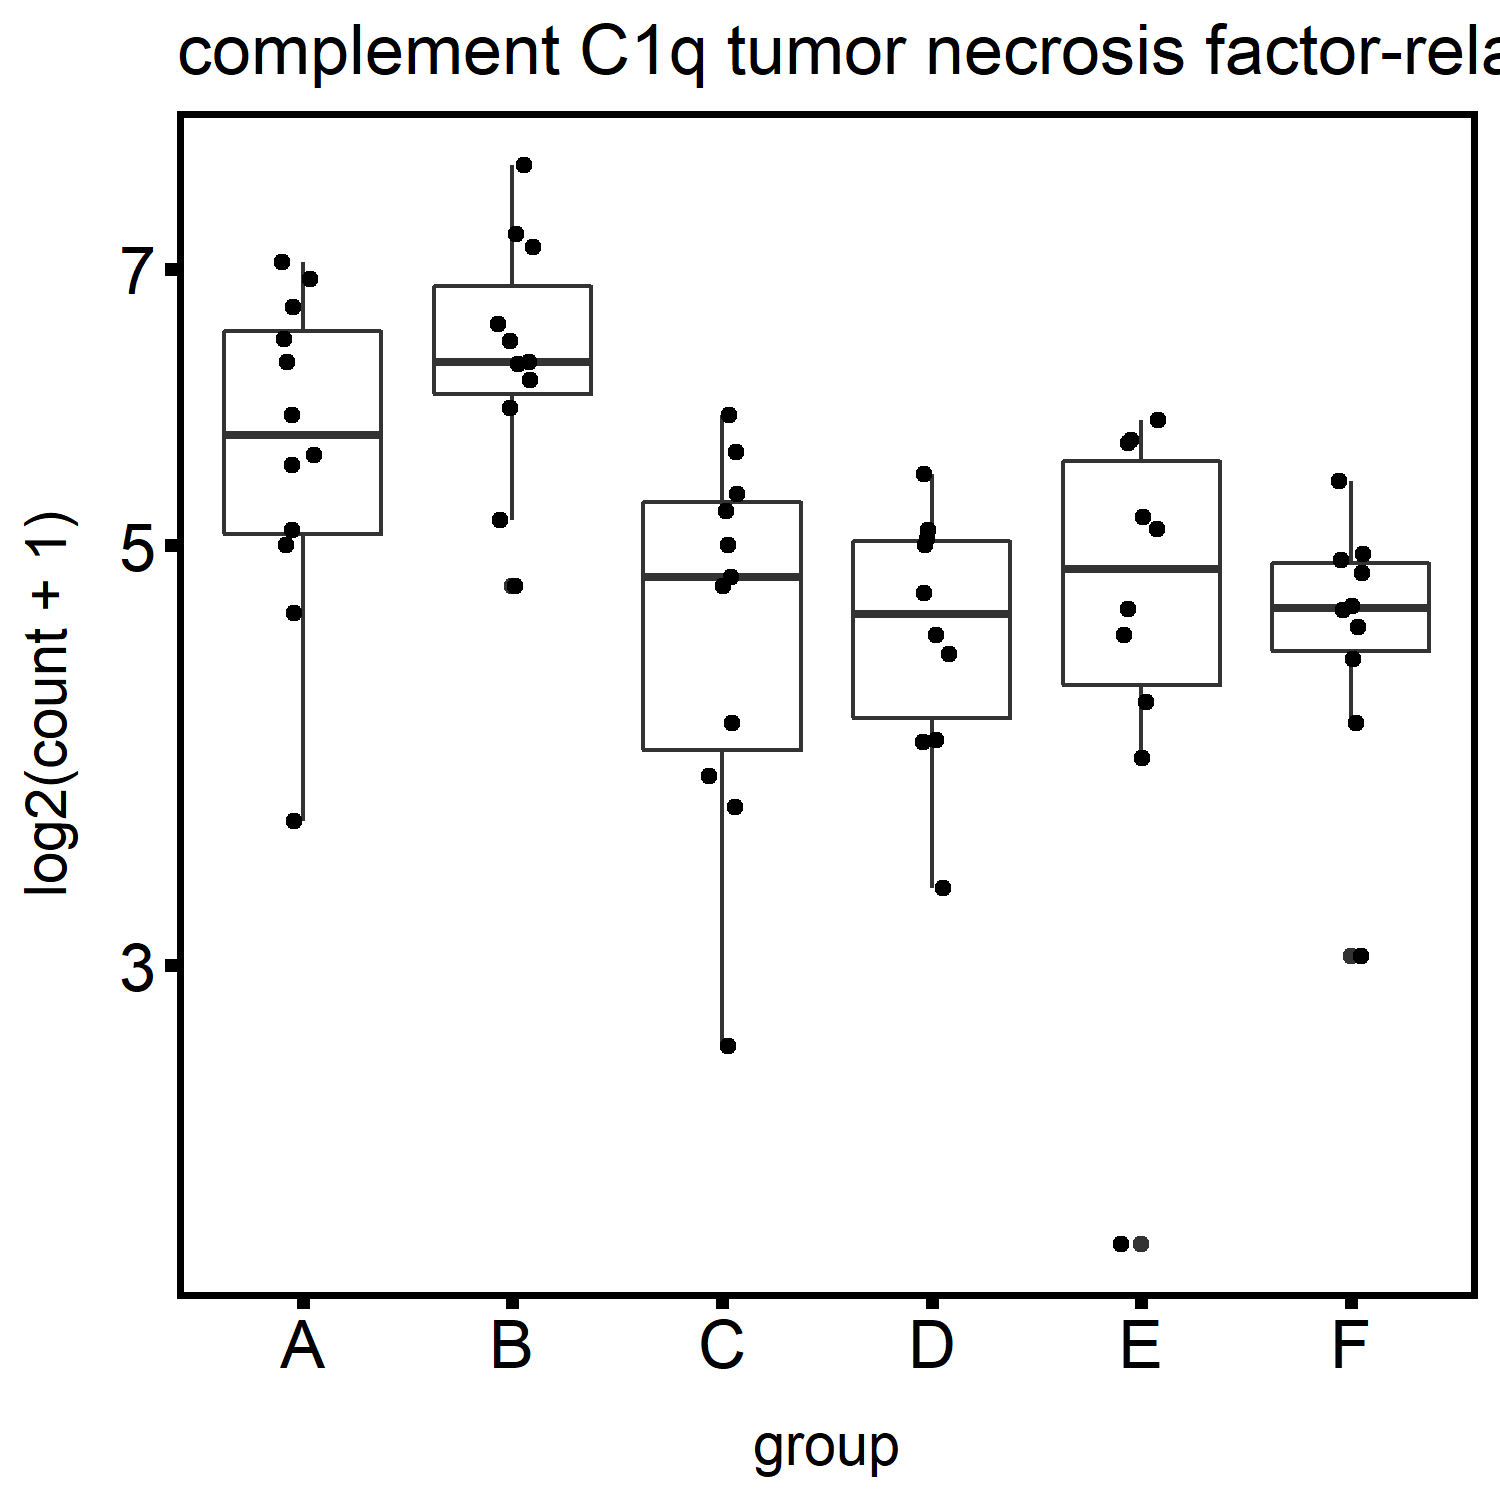 complement C1q tumor necrosis factor-rela
7
5
3
log2(count + 1)
A B C D E F
group